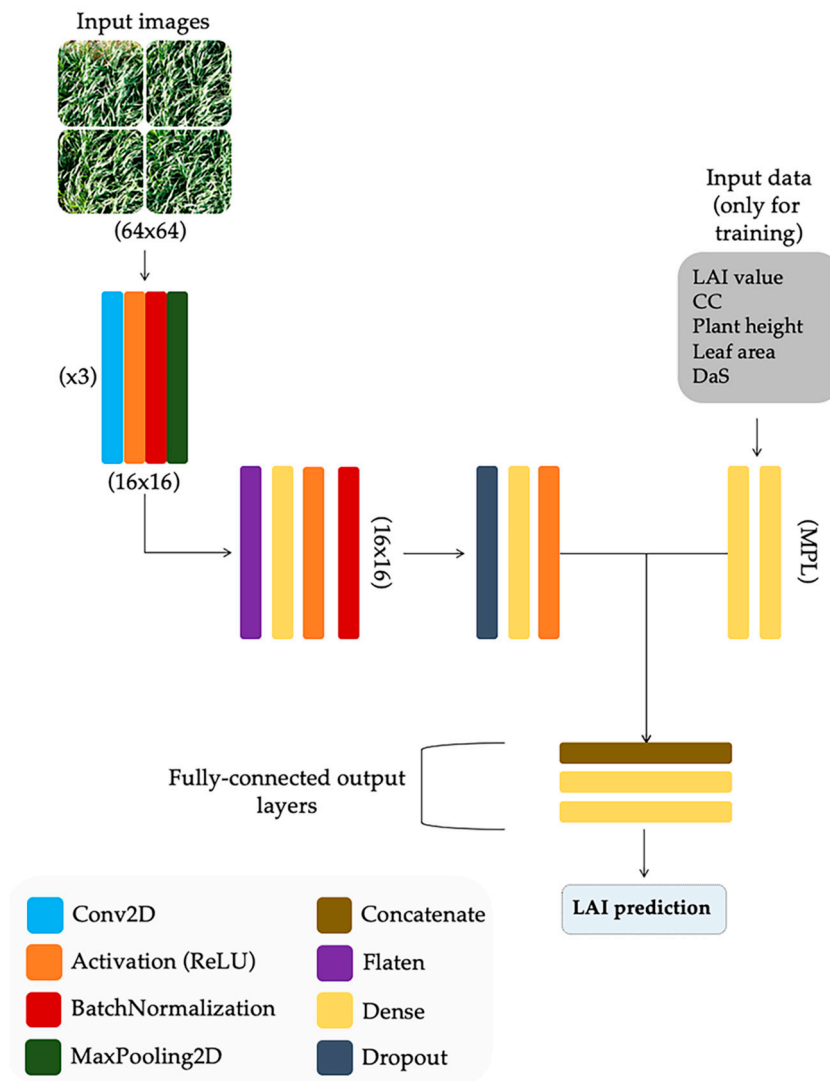 Input images
(64x64)
(x3)
(16x16)
(16x16)
Input data
(only for
training)
LAI value
CC
Plant height
Leaf area
DaS
(MPL)
Fully-connected output
layers
LAI prediction
Conv2D
Activation (ReLU)
BatchNormalization
MaxPooling2D
Concatenate
Flaten
Dense
Dropout